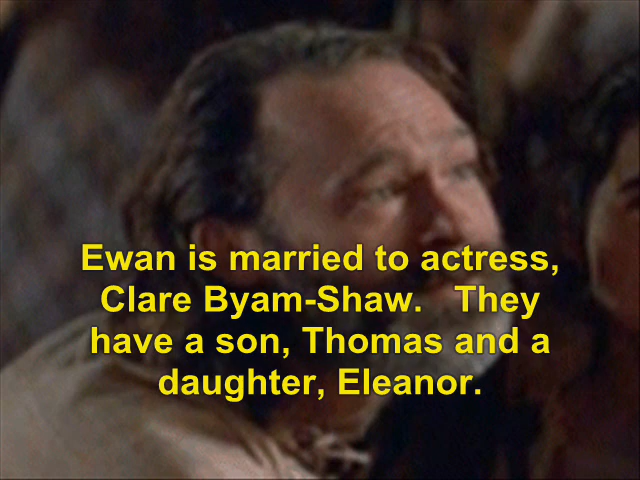 Ewan is married to actress,
Clare Byam-Shaw.   They
have a son, Thomas and a
daughter, Eleanor.